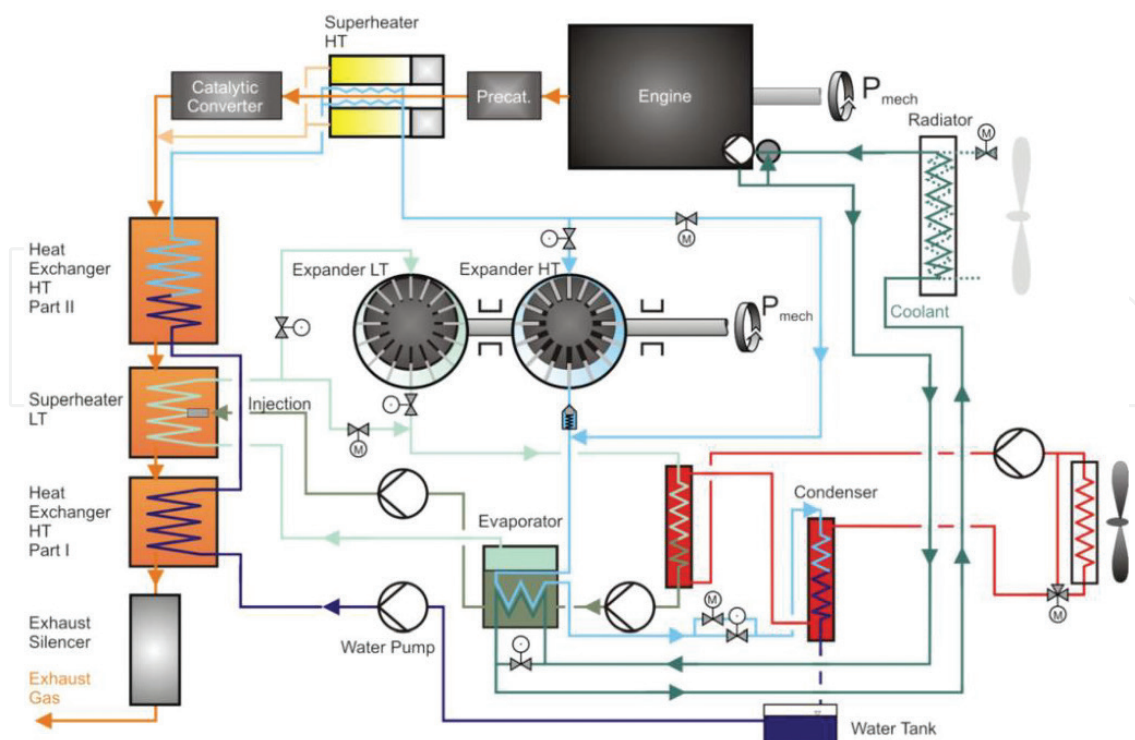 Superheater
HT
Catalytic
Converter
Precat.
Engine
P mech
Radiator
M
Heat
Exchanger
HT
Part II
Expander LT
Expander HT
M
P mech
Coolant
Superheater
LT
Injection
M
Heat
Exchanger
HT
Part I
Evaporator
Condenser
M
M
Exhaust
Silencer
Water Pump
Exhaust
Gas
Water Tank